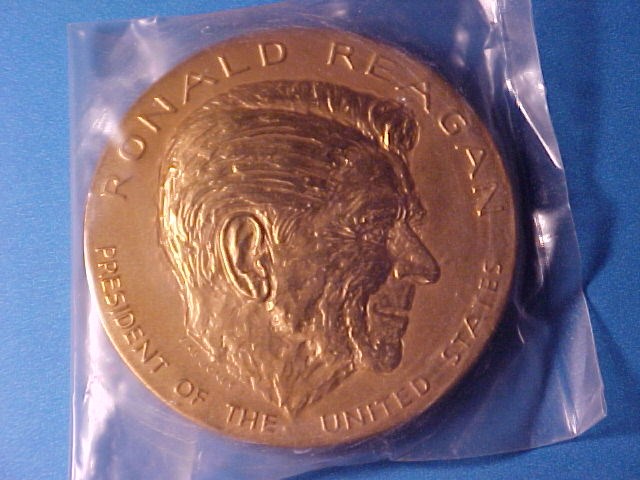 RONALD REAGAN
PRESIDENT OF THE UNITED STATES